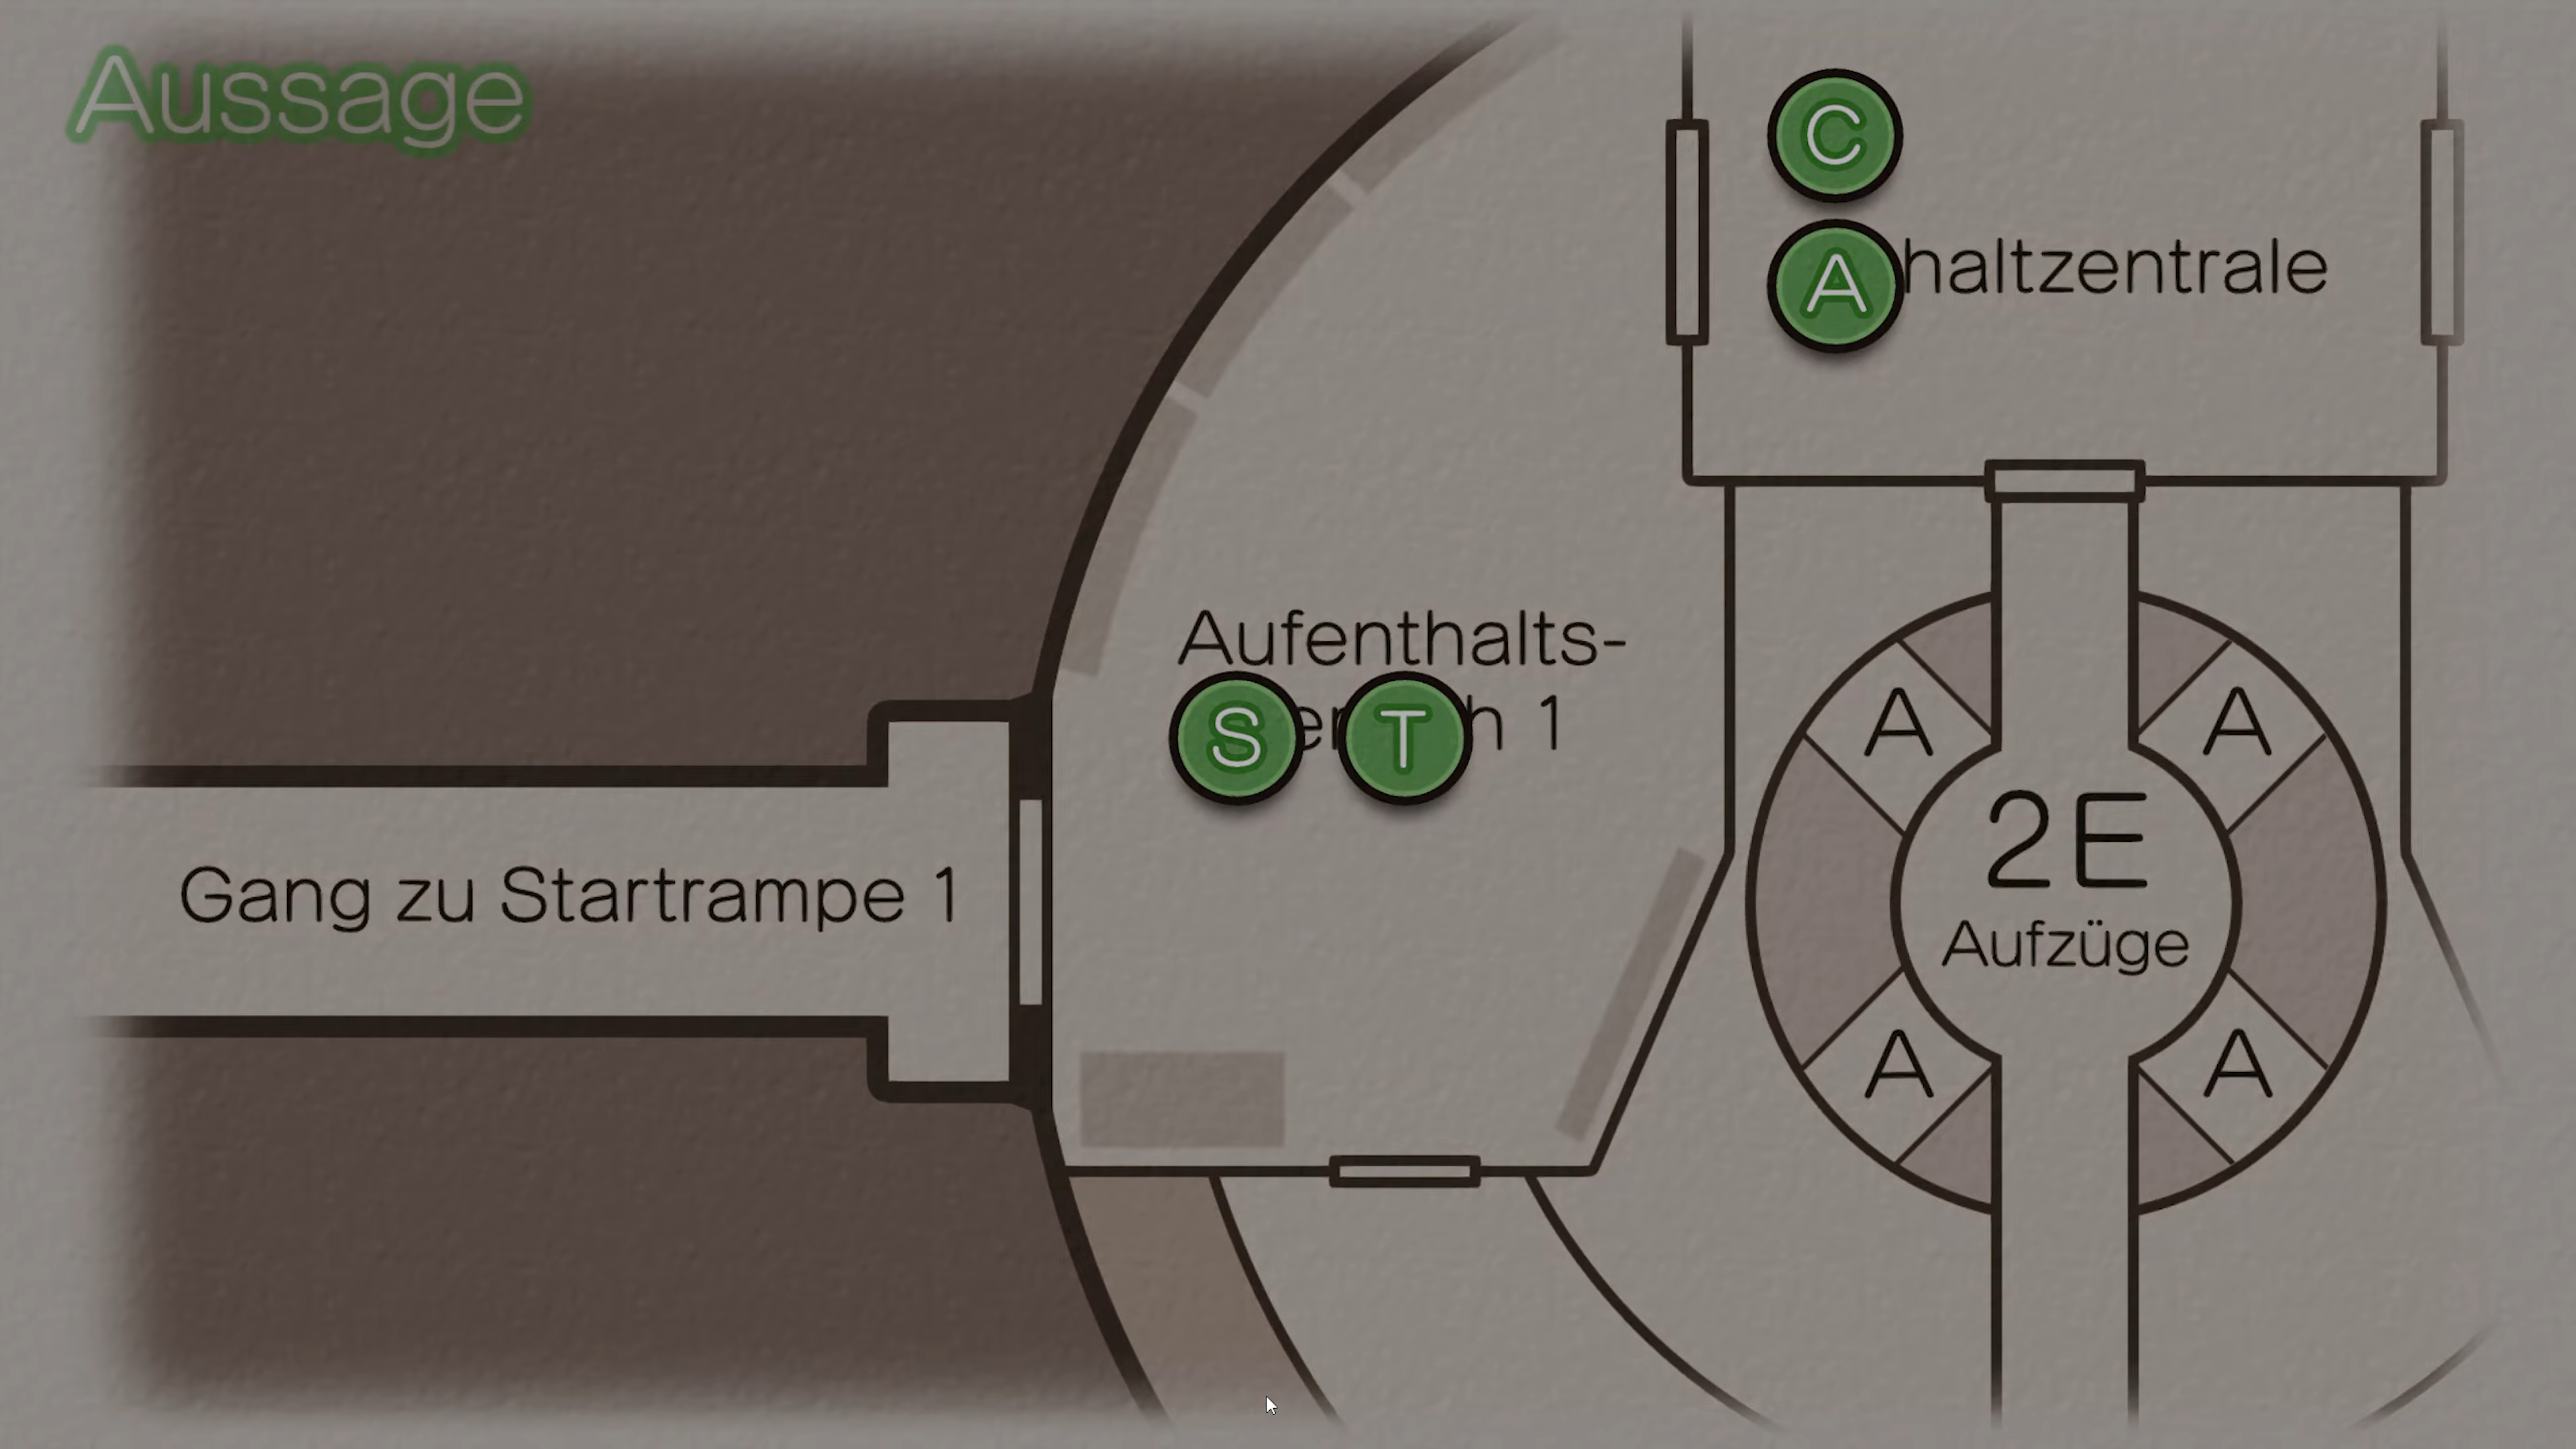 Aussage
C
A
haltzentrale
Aufenthalts-
S
T
h 1
Gang zu Startrampe 1
A
A
2E
Aufzüge
A
A